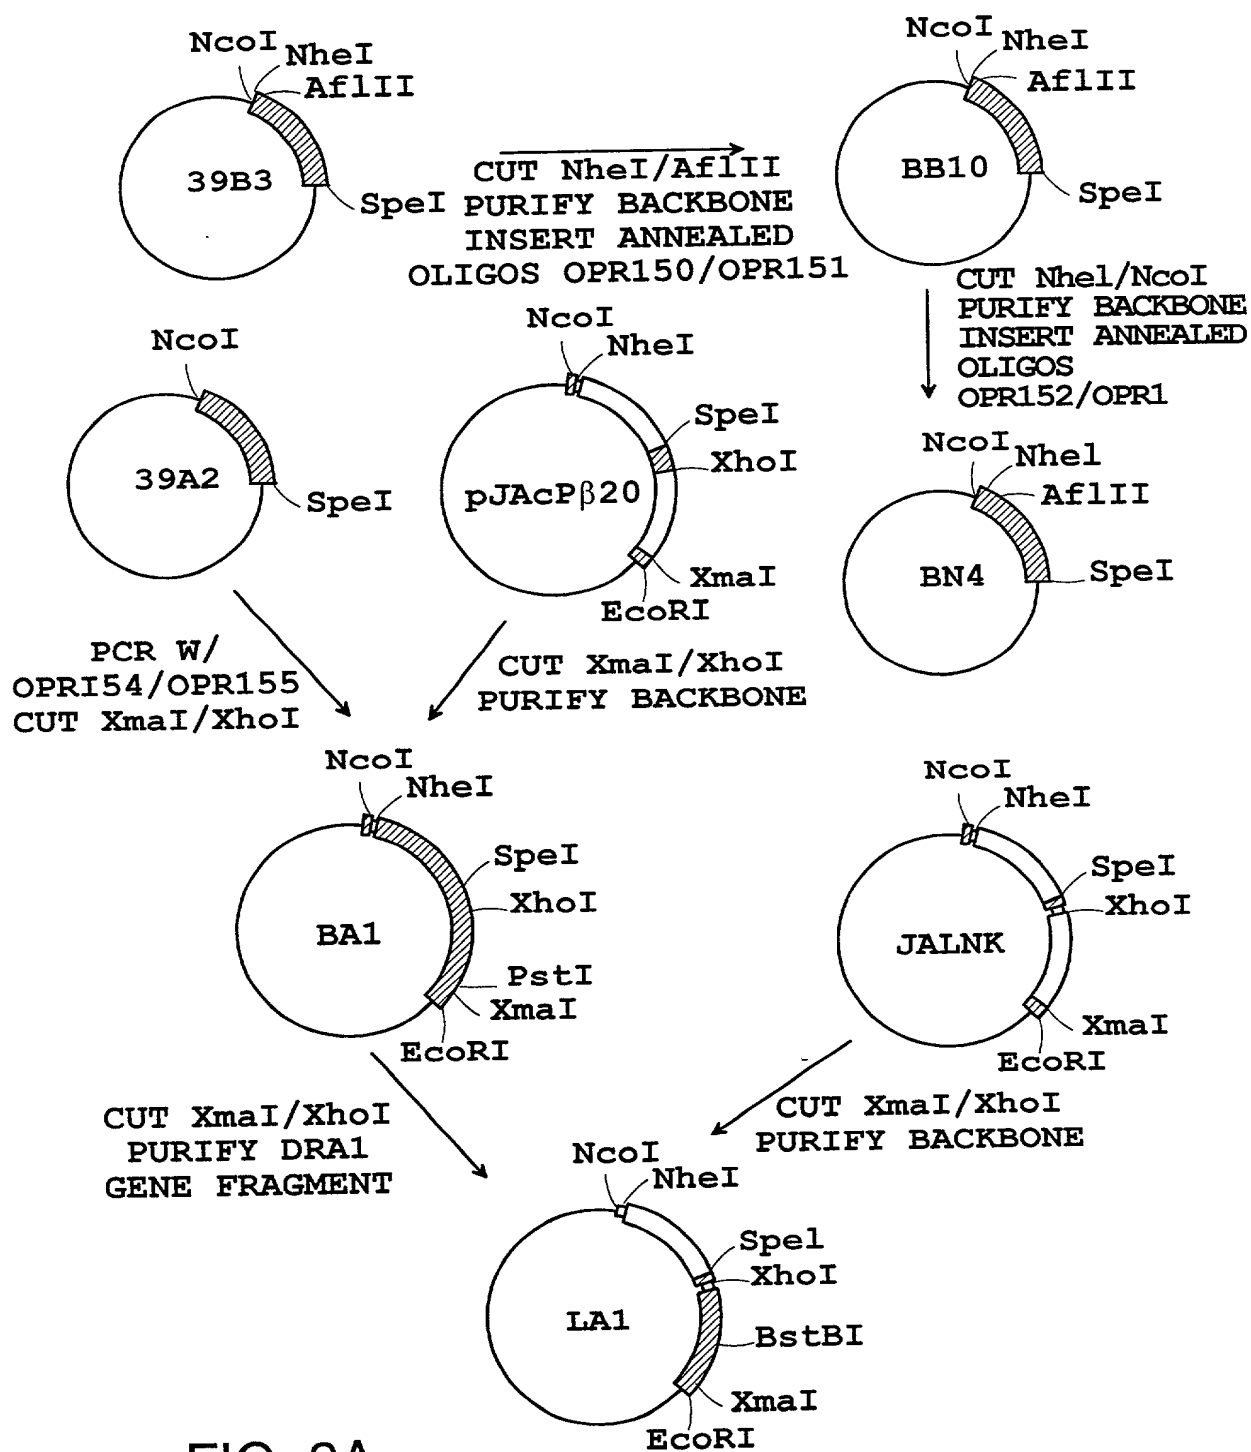 NcoI
NheI
AflII
39B3
SpeI
CUT NheI/AflII
PURIFY BACKBONE
INSERT ANNEALED
OLIGOS OPR150/OPR151
NcoI
NheI
AflII
BB10
SpeI
CUT Nhel/NcoI
PURIFY BACKBONE
INSERT ANNEALED
OLIGOS
OPR152/OPR1
NcoI
39A2
SpeI
NcoI
NheI
SpeI
XhoI
pJAcPβ20
XmaI
EcoRI
NcoI
Nhel
AflII
BN4
SpeI
PCR W/
OPRI54/OPR155
CUT XmaI/XhoI
CUT XmaI/XhoI
PURIFY BACKBONE
NcoI
NheI
SpeI
XhoI
BA1
PstI
XmaI
EcoRI
NcoI
NheI
SpeI
XhoI
JALNK
XmaI
EcoRI
CUT XmaI/XhoI
PURIFY DRA1
GENE FRAGMENT
CUT XmaI/XhoI
PURIFY BACKBONE
NcoI
NheI
Spel
XhoI
LA1
BstBI
XmaI
EcoRI